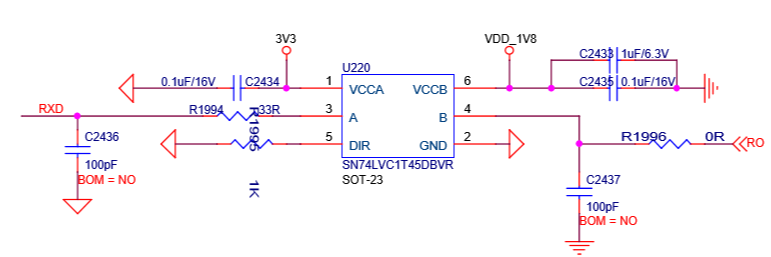 3V3
VDD_1V8
U220
C2433
1uF/6.3V
0.1uF/16V
C2434
1
VCCA
VCCB
6
C2435
0.1uF/16V
RXD
R1994
33R
3
A
B
4
R1995
1K
5
DIR
GND
2
R1996
0R
RO
C2436
100pF
BOM = NO
SN74LVC1T45DBVR
SOT-23
C2437
100pF
BOM = NO